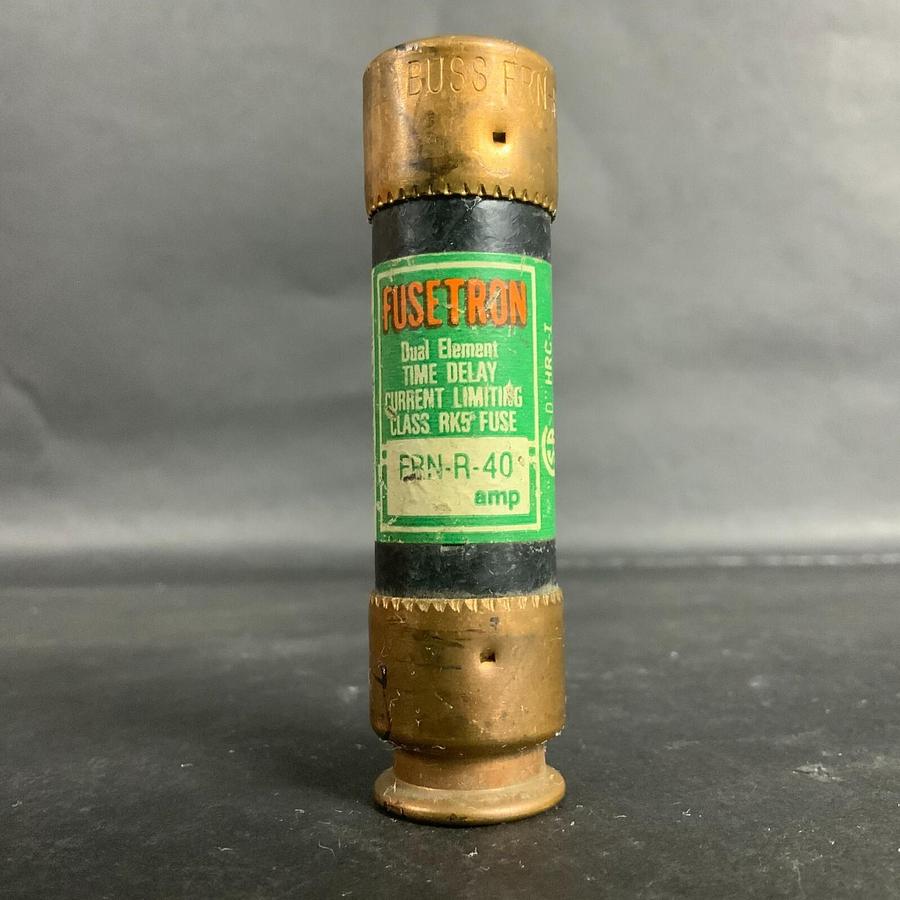 BUSS FRN-
FUSETRON
Dual Element
TIME DELAY
CURRENT LIMITING
CLASS RK5 FUSE
FRN-R-40
amp
"D" HRC-I